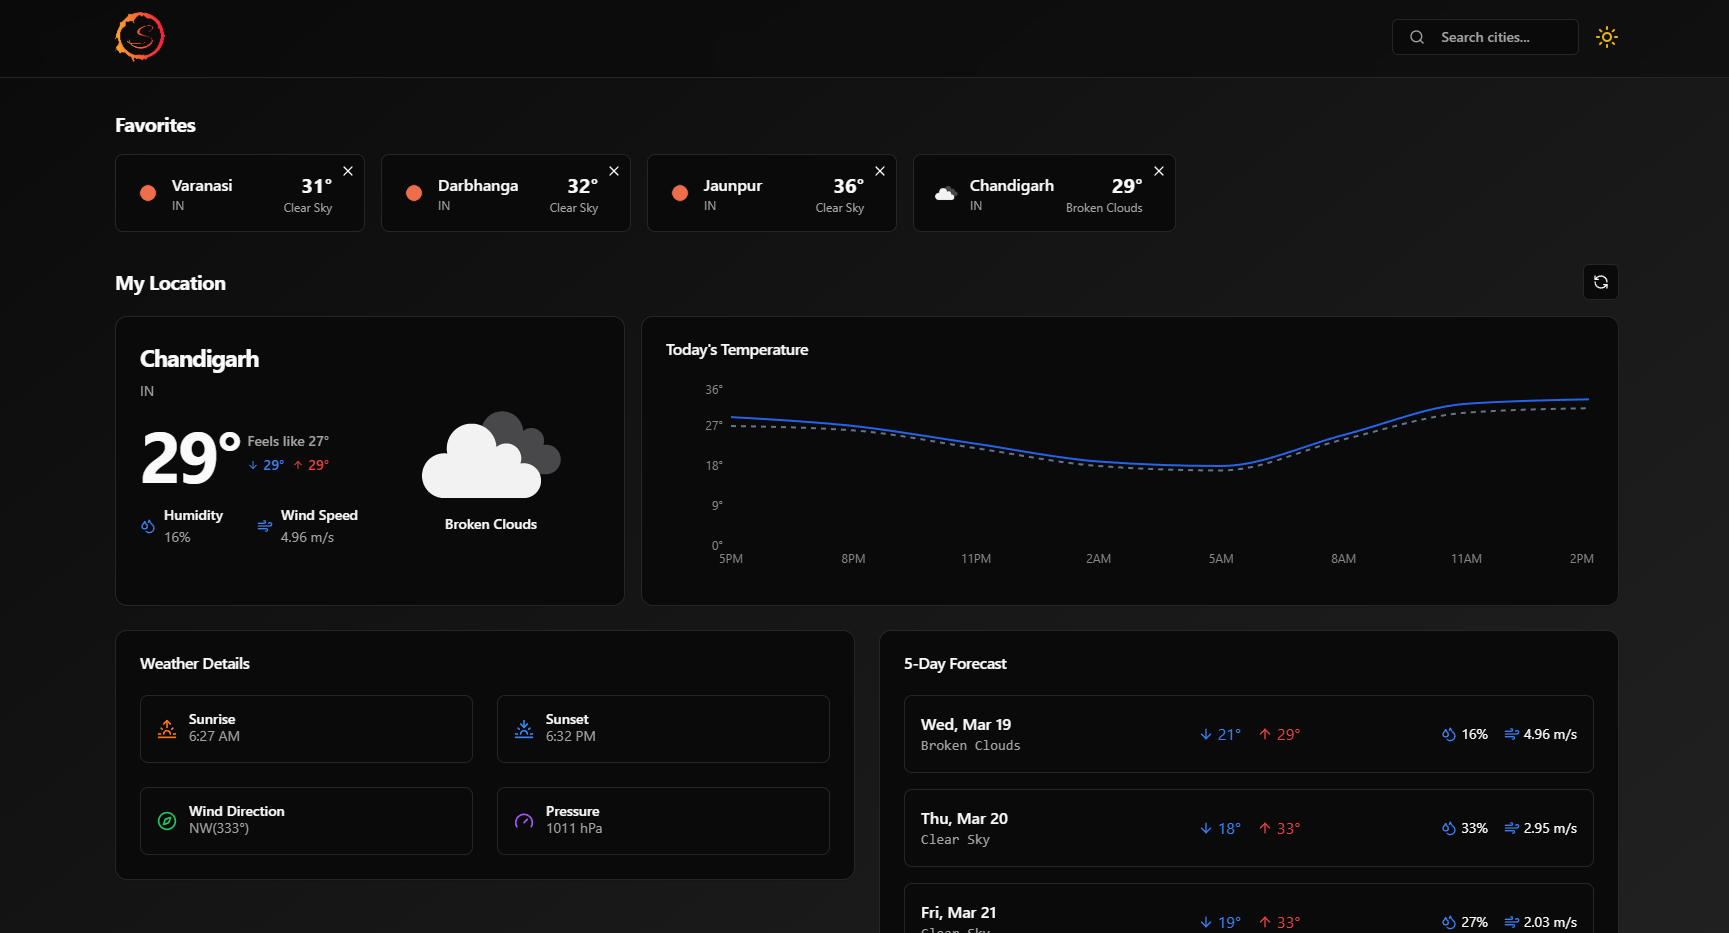 Search cities...
Favorites
Varanasi
IN
31°
Clear Sky
Darbhanga
IN
32°
Clear Sky
Jaunpur
IN
36°
Clear Sky
Chandigarh
IN
29°
Broken Clouds
My Location
Chandigarh
IN
29°
Feels like 27°
29° 29°
Humidity
16%
Wind Speed
4.96 m/s
Broken Clouds
Today's Temperature
36°
27°
18°
9°
0°
5PM 8PM 11PM 2AM 5AM 8AM 11AM 2PM
Weather Details
Sunrise
6:27 AM
Sunset
6:32 PM
Wind Direction
NW(333°)
Pressure
1011 hPa
5-Day Forecast
Wed, Mar 19
Broken Clouds
21° 29°
16% 4.96 m/s
Thu, Mar 20
Clear Sky
18° 33°
33% 2.95 m/s
Fri, Mar 21
Clear Sky
19° 33°
27% 2.03 m/s